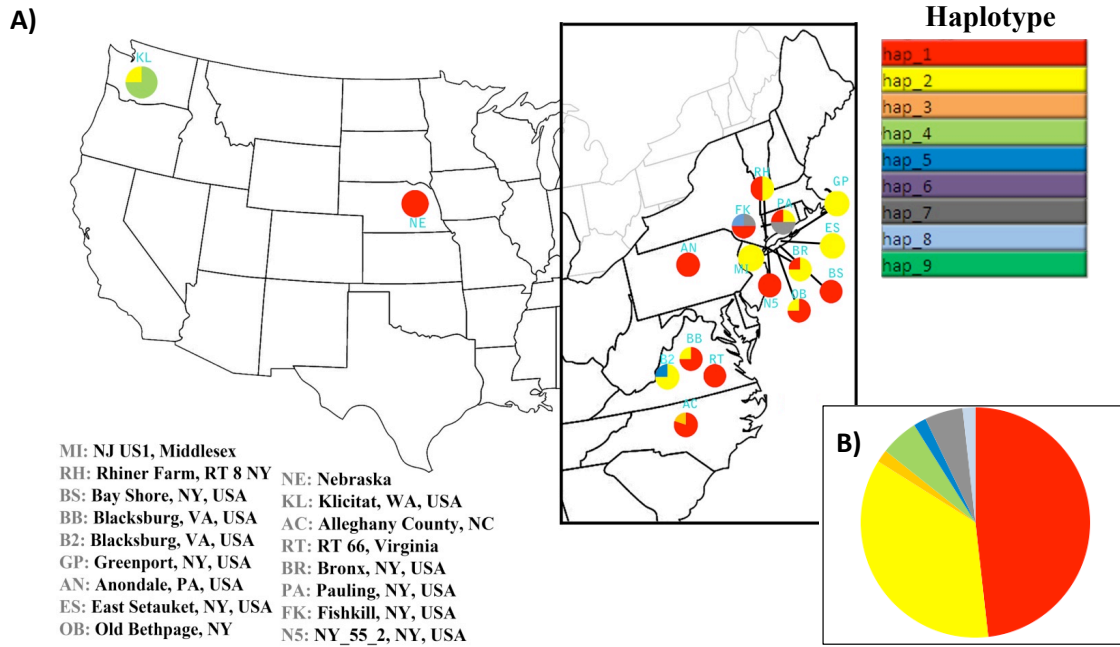 A)
KL
NE
RH
GP
FK
PA
ES
AN
MI
BR
BS
N5
OB
BB
B2
RT
AC
Haplotype
hap_1
hap_2
hap_3
hap_4
hap_5
hap_6
hap_7
hap_8
hap_9
MI: NJ US1, Middlesex
RH: Rhiner Farm, RT 8 NY
BS: Bay Shore, NY, USA
BB: Blacksburg, VA, USA
B2: Blacksburg, VA, USA
GP: Greenport, NY, USA
AN: Anondale, PA, USA
ES: East Setauket, NY, USA
OB: Old Bethpage, NY
NE: Nebraska
KL: Klicitat, WA, USA
AC: Alleghany County, NC
RT: RT 66, Virginia
BR: Bronx, NY, USA
PA: Pauling, NY, USA
FK: Fishkill, NY, USA
N5: NY_55_2, NY, USA
B)